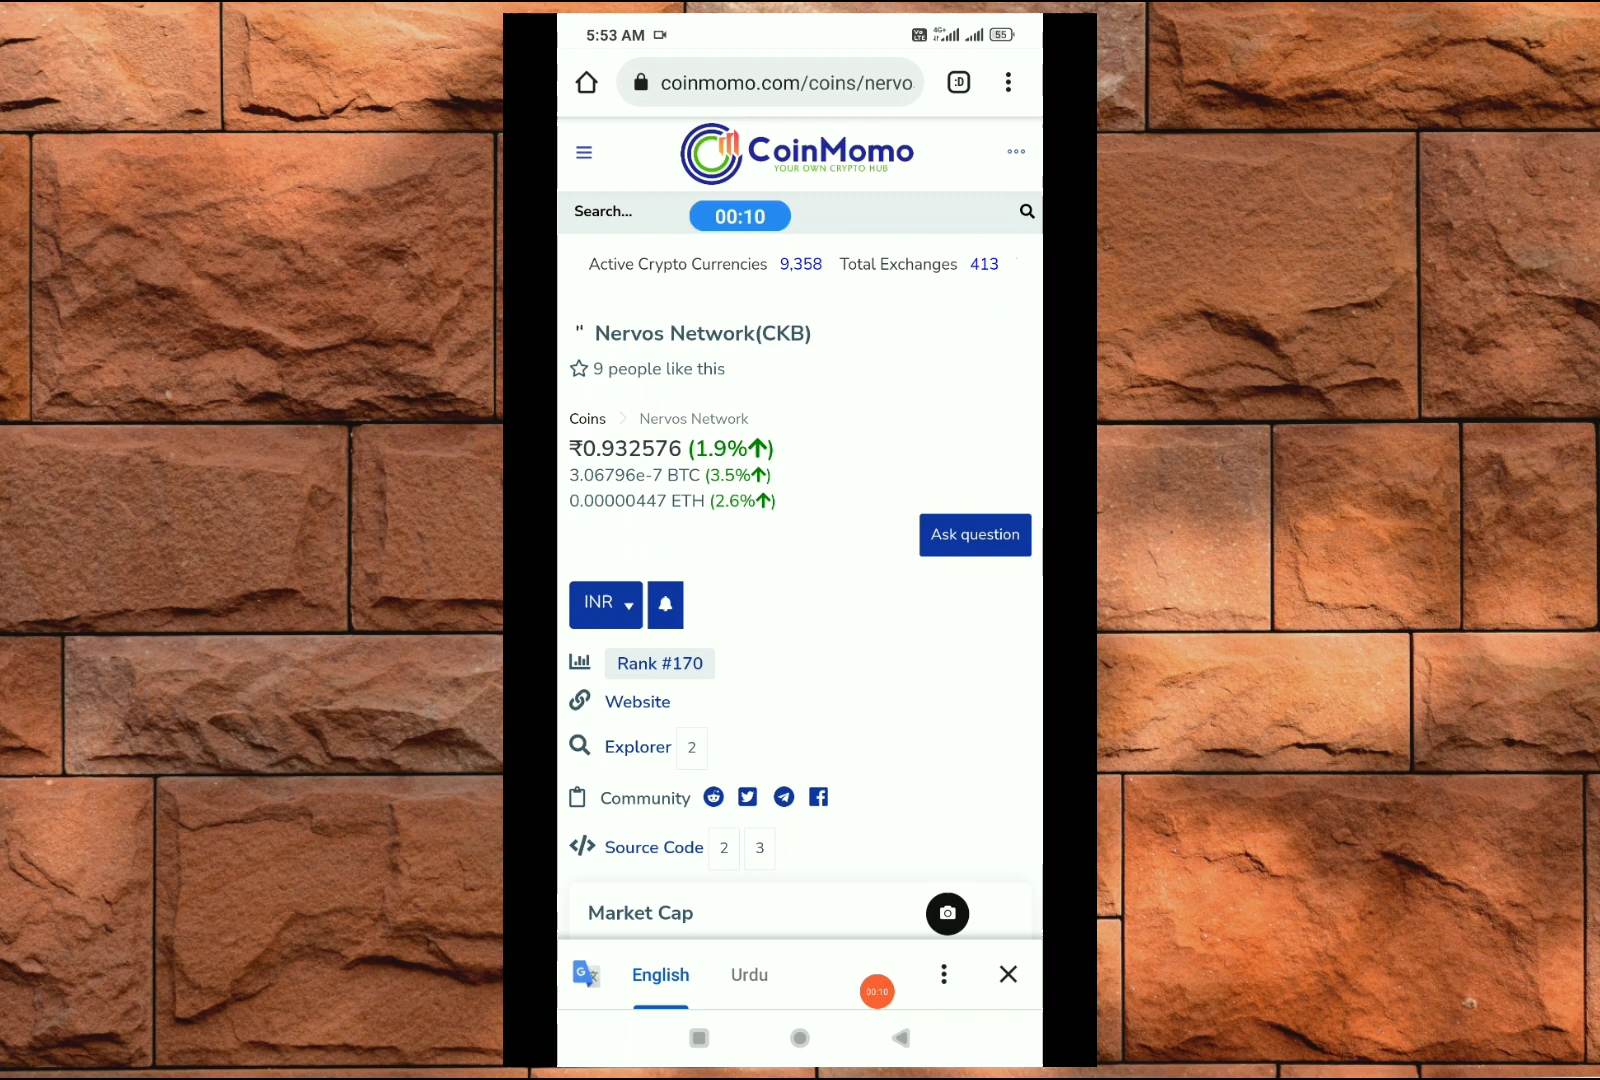 5:53 AM
Vo LTE 4G+ 55
coinmomo.com/coins/nervo
:D
CoinMomo
YOUR OWN CRYPTO HUB
Search...
00:10
Active Crypto Currencies 9,358 Total Exchanges 413
" Nervos Network(CKB)
9 people like this
Coins > Nervos Network
₹0.932576 (1.9%↑)
3.06796e-7 BTC (3.5%↑)
0.00000447 ETH (2.6%↑)
Ask question
INR
Rank #170
Website
Explorer 2
Community
Source Code 2 3
Market Cap
English Urdu
00:10